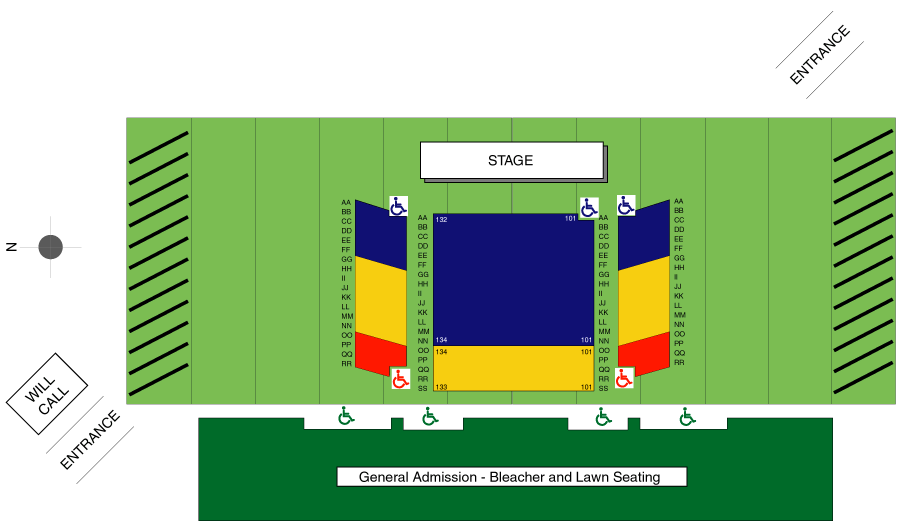 ENTRANCE
STAGE
AA
BB
CC
DD
EE
FF
GG
HH
II
JJ
KK
LL
MM
NN
OO
PP
QQ
RR
AA
BB
CC
DD
EE
FF
GG
HH
II
JJ
KK
LL
MM
NN
OO
PP
QQ
RR
SS
132 101
134 101
134 101
133 101
AA
BB
CC
DD
EE
FF
GG
HH
II
JJ
KK
LL
MM
NN
OO
PP
QQ
RR
SS
AA
BB
CC
DD
EE
FF
GG
HH
II
JJ
KK
LL
MM
NN
OO
PP
QQ
RR
N
WILL
CALL
ENTRANCE
General Admission - Bleacher and Lawn Seating